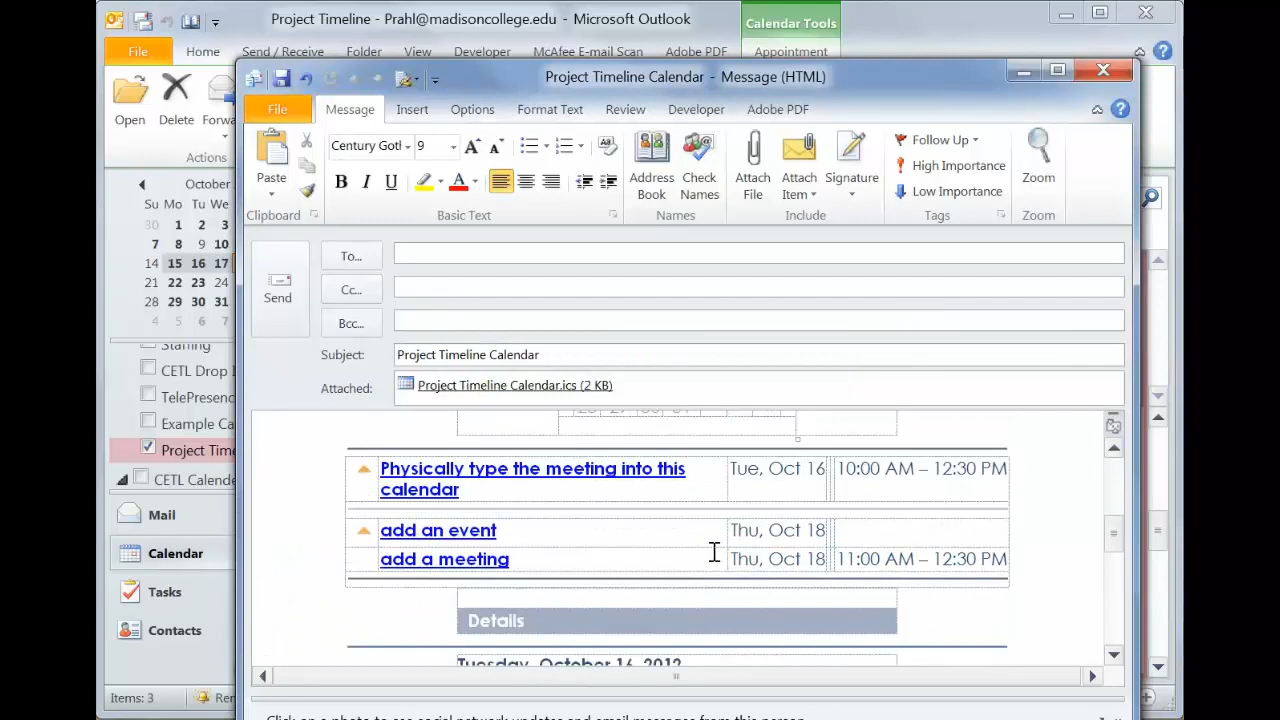 Project Timeline - Prahl@madisoncollege.edu - Microsoft Outlook
Calendar Tools
File Home Send / Receive Folder View Developer McAfee E-mail Scan Adobe PDF Appointment
Open Delete
Actions
October
Su Mo Tu We
30 1 2 3
7 8 9 10
14 15 16 17
21 22 23 24
28 29 30 31
4 5 6 7
Staffing
CETL Drop
TelePresenc
Example Ca
Project Time
CETL Calende
Mail
Calendar
Tasks
Contacts
Items: 3
Project Timeline Calendar - Message (HTML)
File Message Insert Options Format Text Review Developer Adobe PDF
Century Got 9
Paste
Clipboard
B I U
Basic Text
Address Book
Check Names
Names
Attach File
Attach Item
Signature
Include
Follow Up
High Importance
Low Importance
Tags
Zoom
Zoom
Send
To...
Cc...
Bcc...
Subject: Project Timeline Calendar
Attached: Project Timeline Calendar.ics (2 KB)
Physically type the meeting into this Tue, Oct 16 10:00 AM – 12:30 PM
calendar
add an event Thu, Oct 18
add a meeting Thu, Oct 18 11:00 AM – 12:30 PM
Details
Tuesday, October 16, 2012
Click on a photo to see social network updates and email messages from this person.